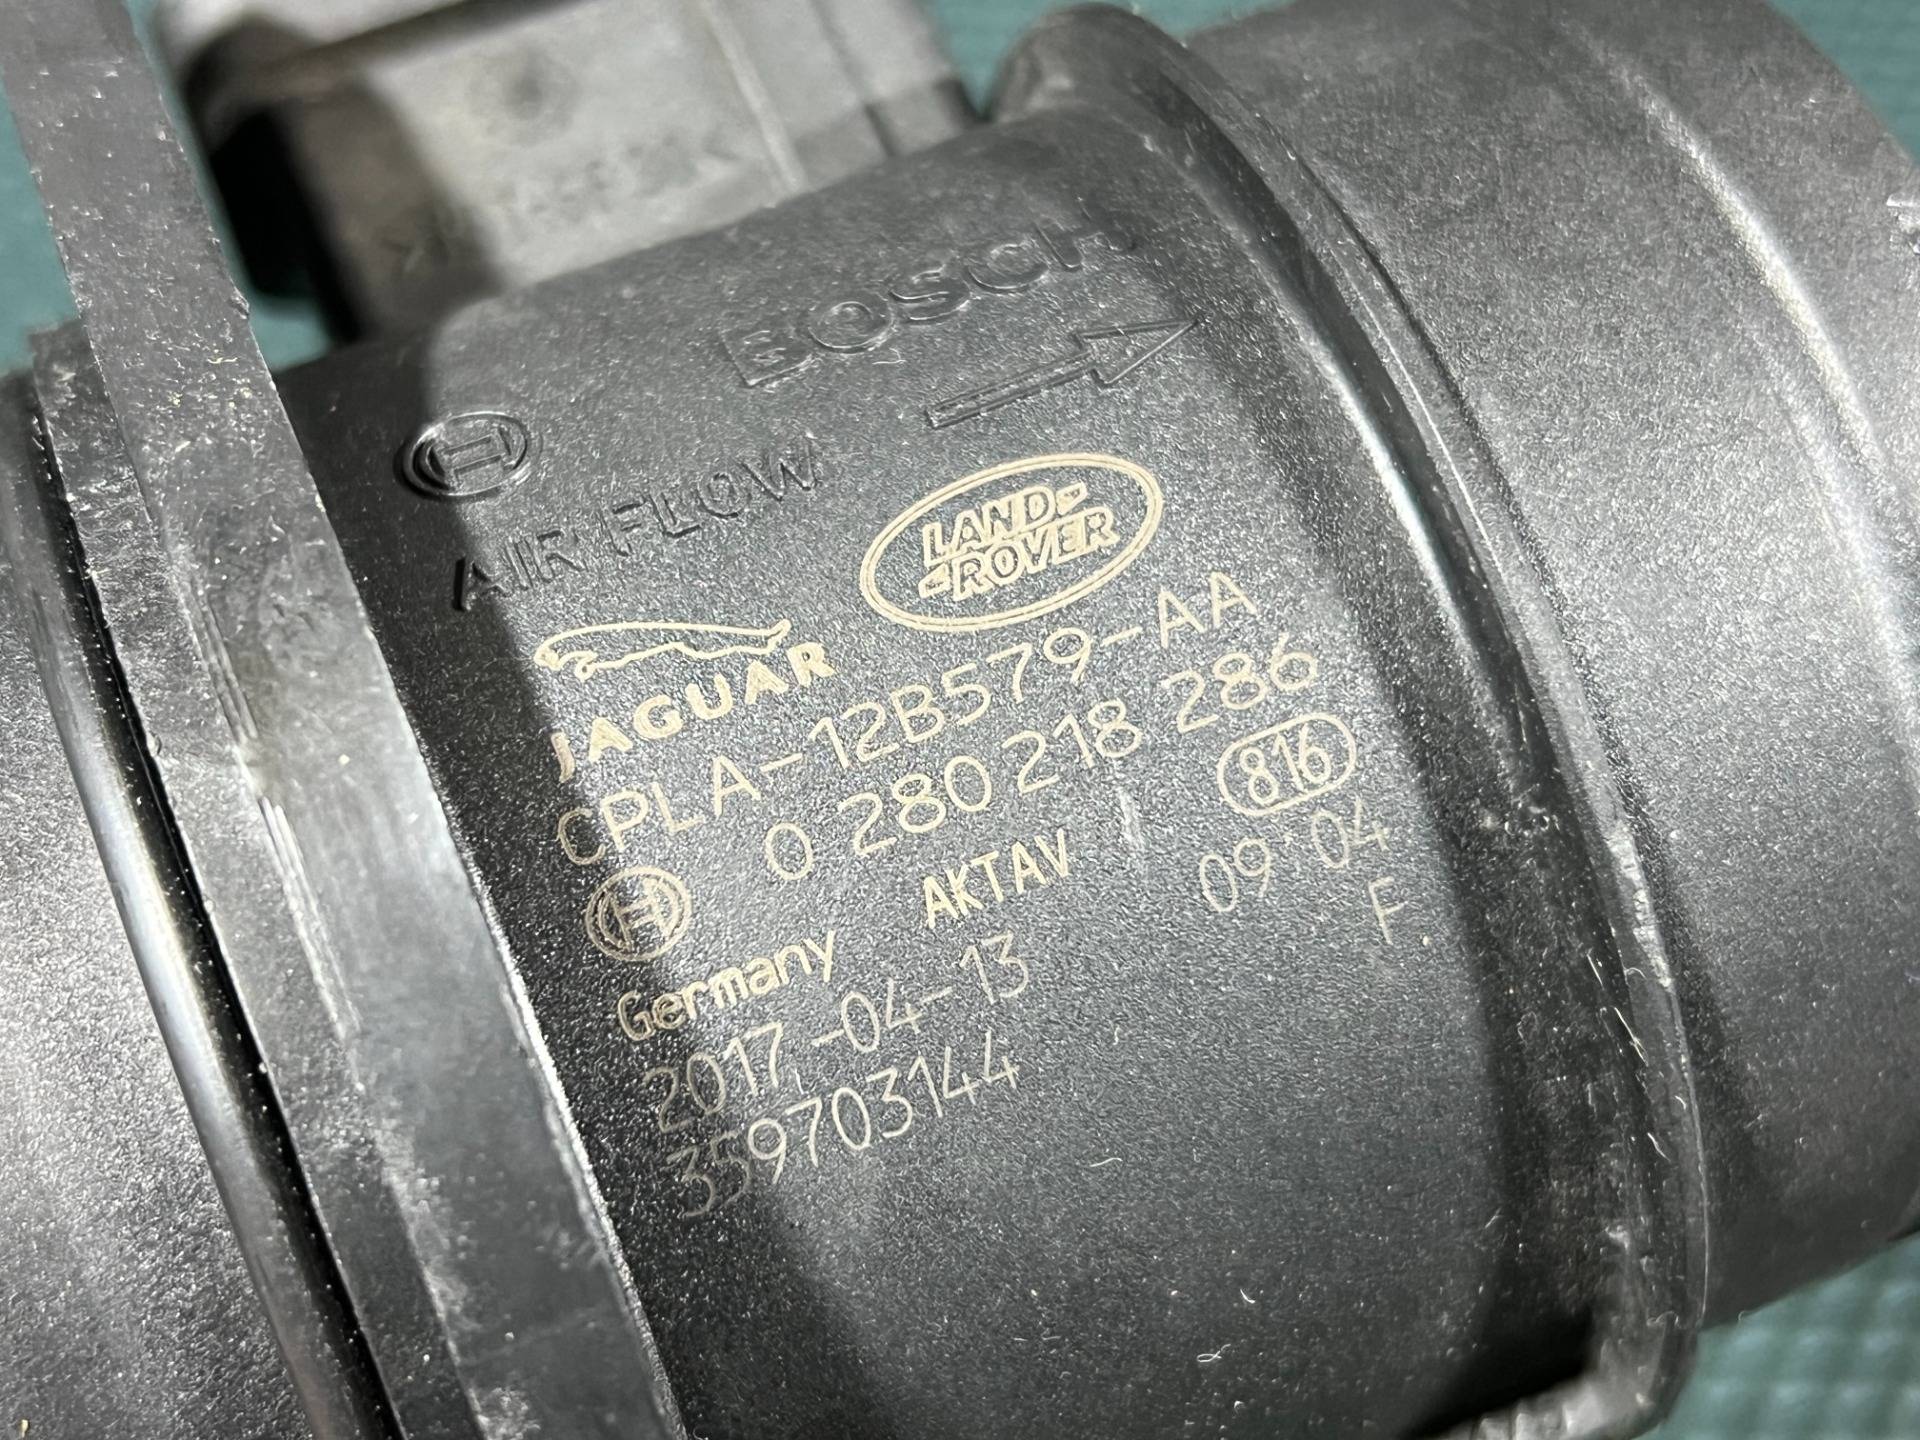 BOSCH
AIR FLOW
LAND
ROVER
JAGUAR
CPLA-12B579-AA
0 280 218 286
816
AKTAV
09 04
Germany
F
2017-04-13
359703144